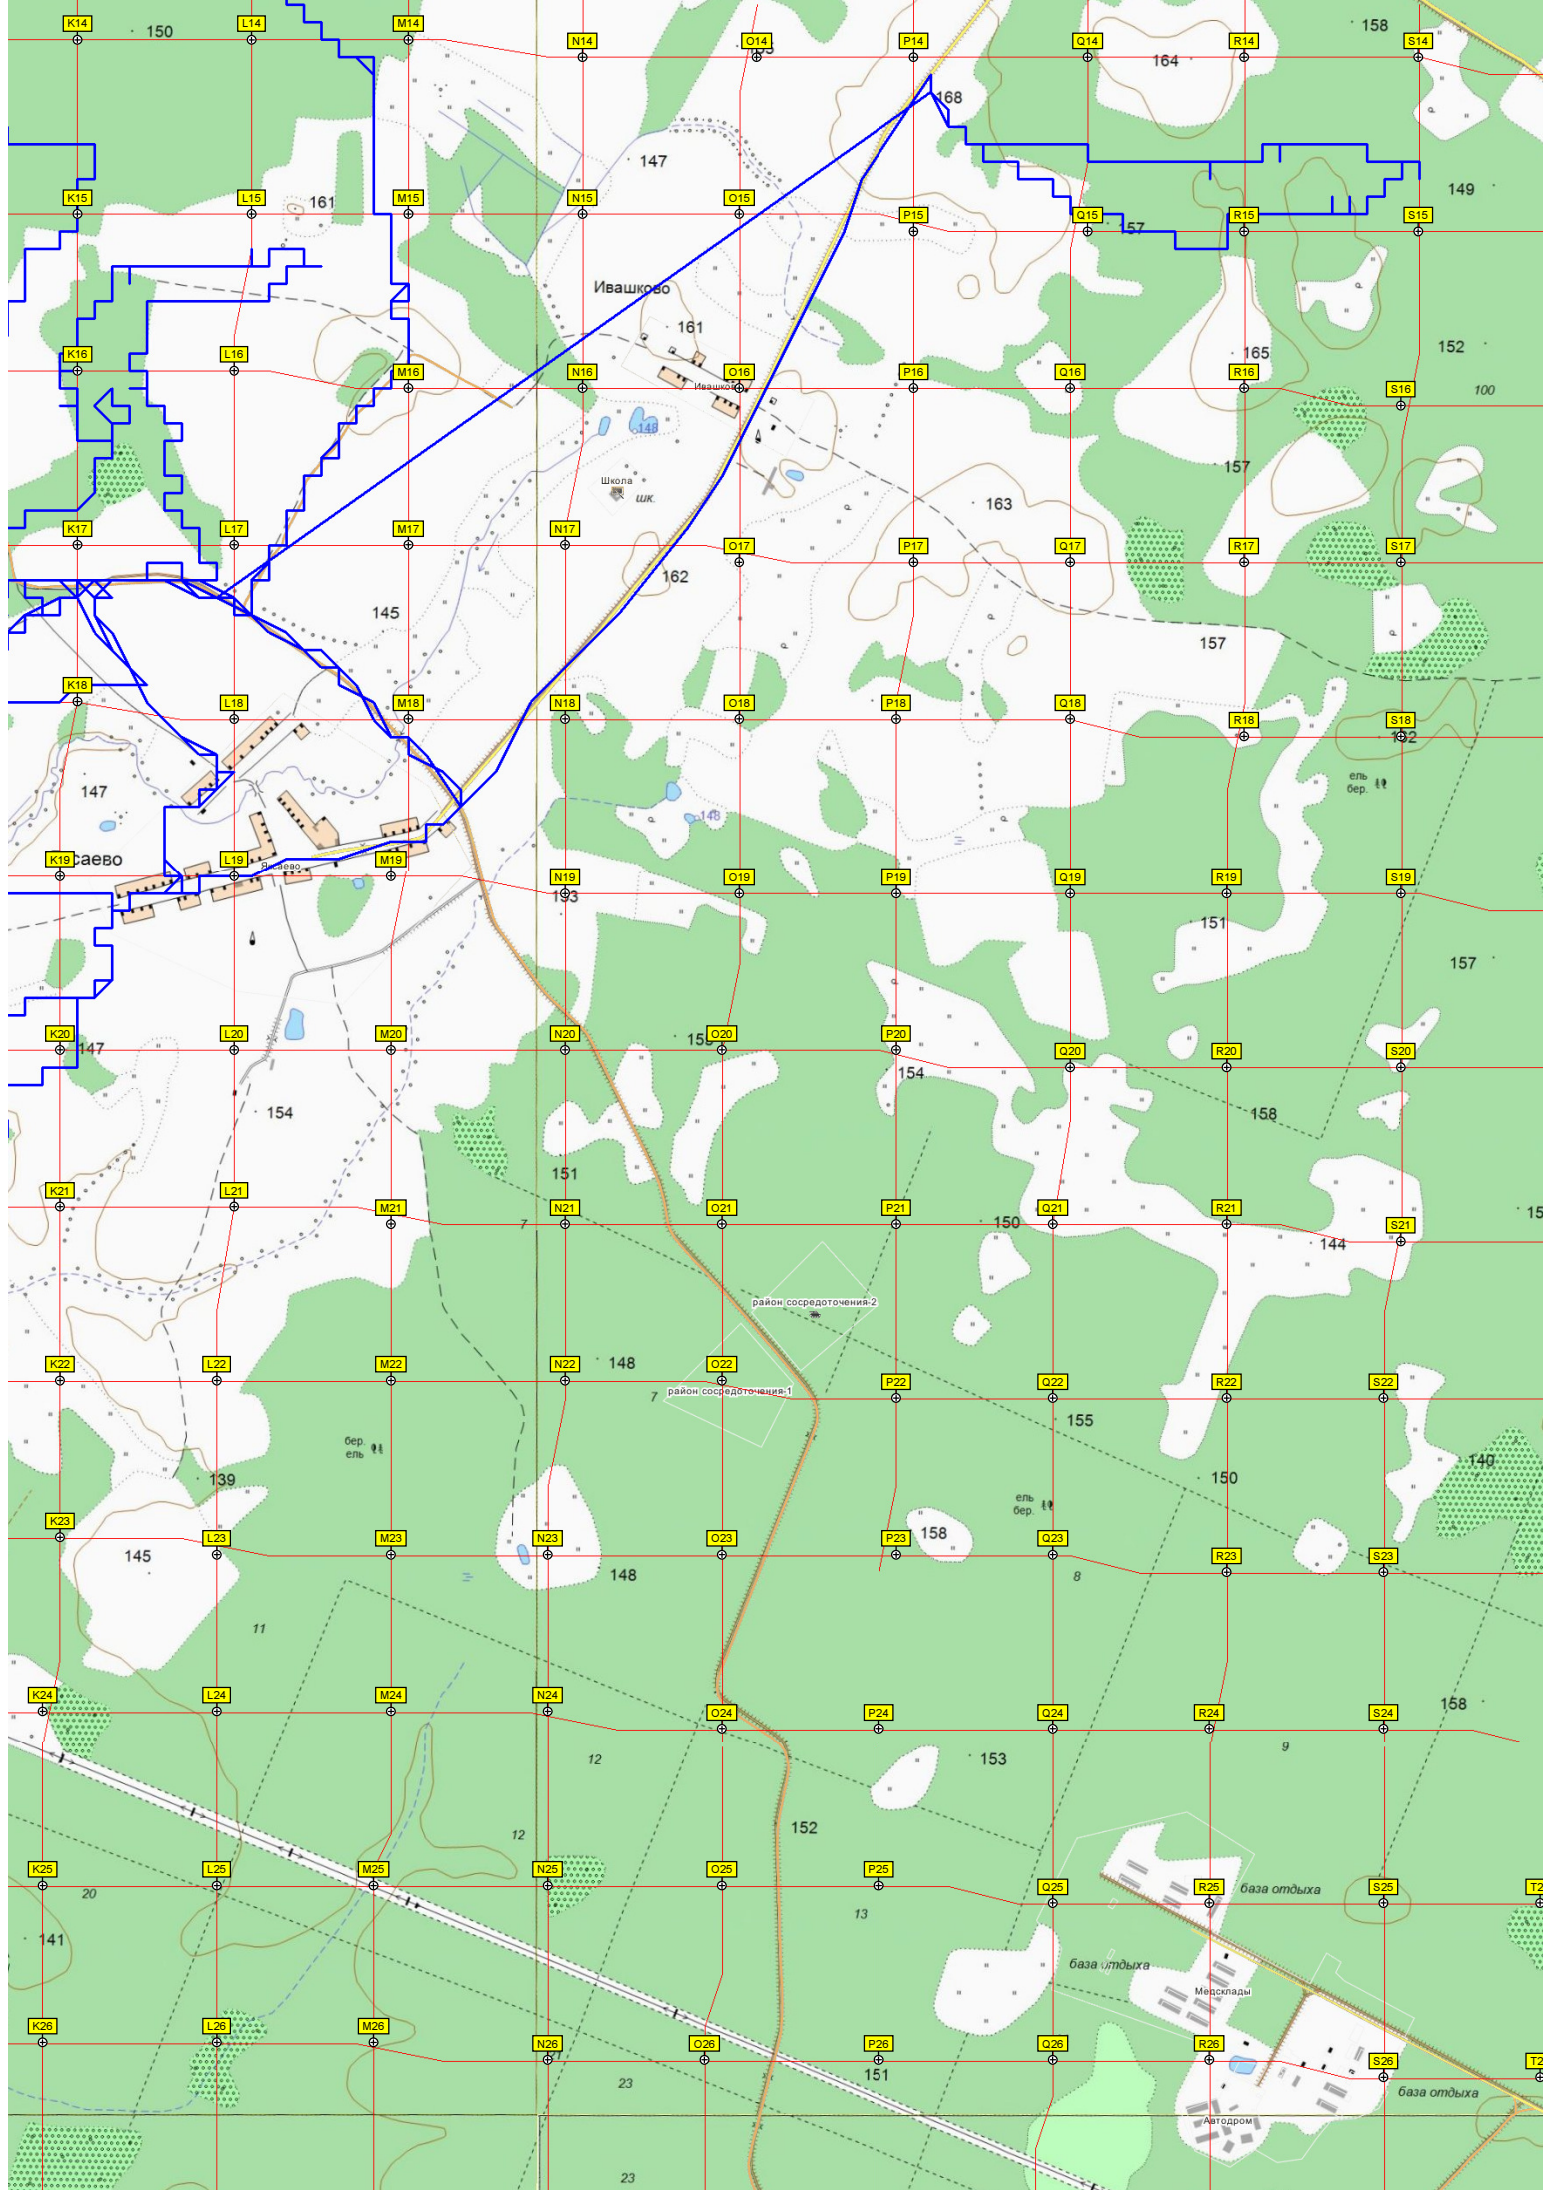 K14
150
L14
M14
N14
O14
P14
Q14
R14
158
S14
164
168
147
K15
L15
161
M15
N15
O15
P15
Q15
157
R15
149
S15
Ивашково
161
K16
L16
M16
N16
O16
P16
Q16
165
R16
152
S16
100
148
157
Школа
шк.
163
K17
L17
M17
N17
O17
P17
Q17
R17
S17
162
145
157
K18
L18
M18
N18
O18
P18
Q18
R18
S18
147
ель
бер.
148
K19
L19
M19
N19
O19
P19
Q19
R19
S19
193
151
157
K20
147
L20
M20
N20
O20
P20
Q20
R20
S20
154
154
158
151
K21
L21
M21
7
N21
O21
P21
150
Q21
R21
144
S21
район сосредоточения-2
K22
L22
M22
N22
148
O22
P22
Q22
R22
S22
район сосредоточения-1
7
155
бер.
ель
139
150
140
ель
бер.
K23
L23
M23
N23
O23
P23
158
Q23
R23
S23
145
148
8
11
K24
L24
M24
N24
O24
P24
Q24
R24
S24
158
12
153
9
152
12
K25
20
L25
M25
N25
O25
P25
13
Q25
R25
база отдыха
S25
141
база отдыха
Медсклады
K26
L26
M26
N26
O26
P26
151
Q26
R26
S26
23
база отдыха
Автодром
23